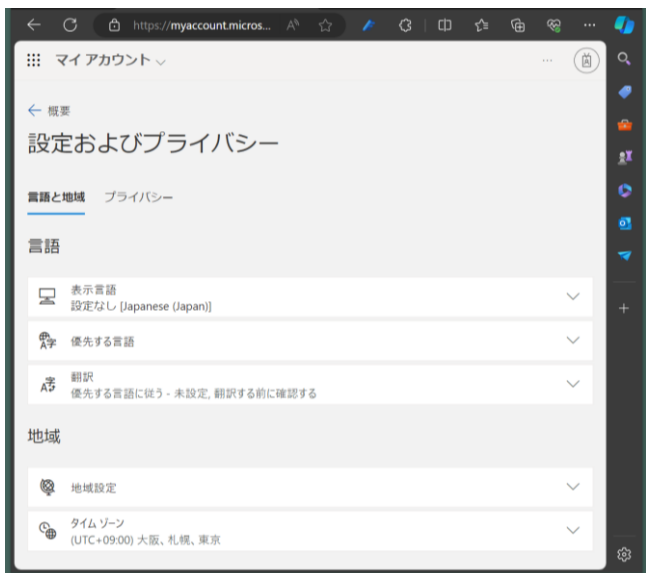 https://myaccount.micros...
マイ アカウント
← 概要
設定およびプライバシー
言語と地域 プライバシー
言語
表示言語
設定なし [Japanese (Japan)]
優先する言語
翻訳
優先する言語に従う - 未設定, 翻訳する前に確認する
地域
地域設定
タイム ゾーン
(UTC+09:00) 大阪、札幌、東京